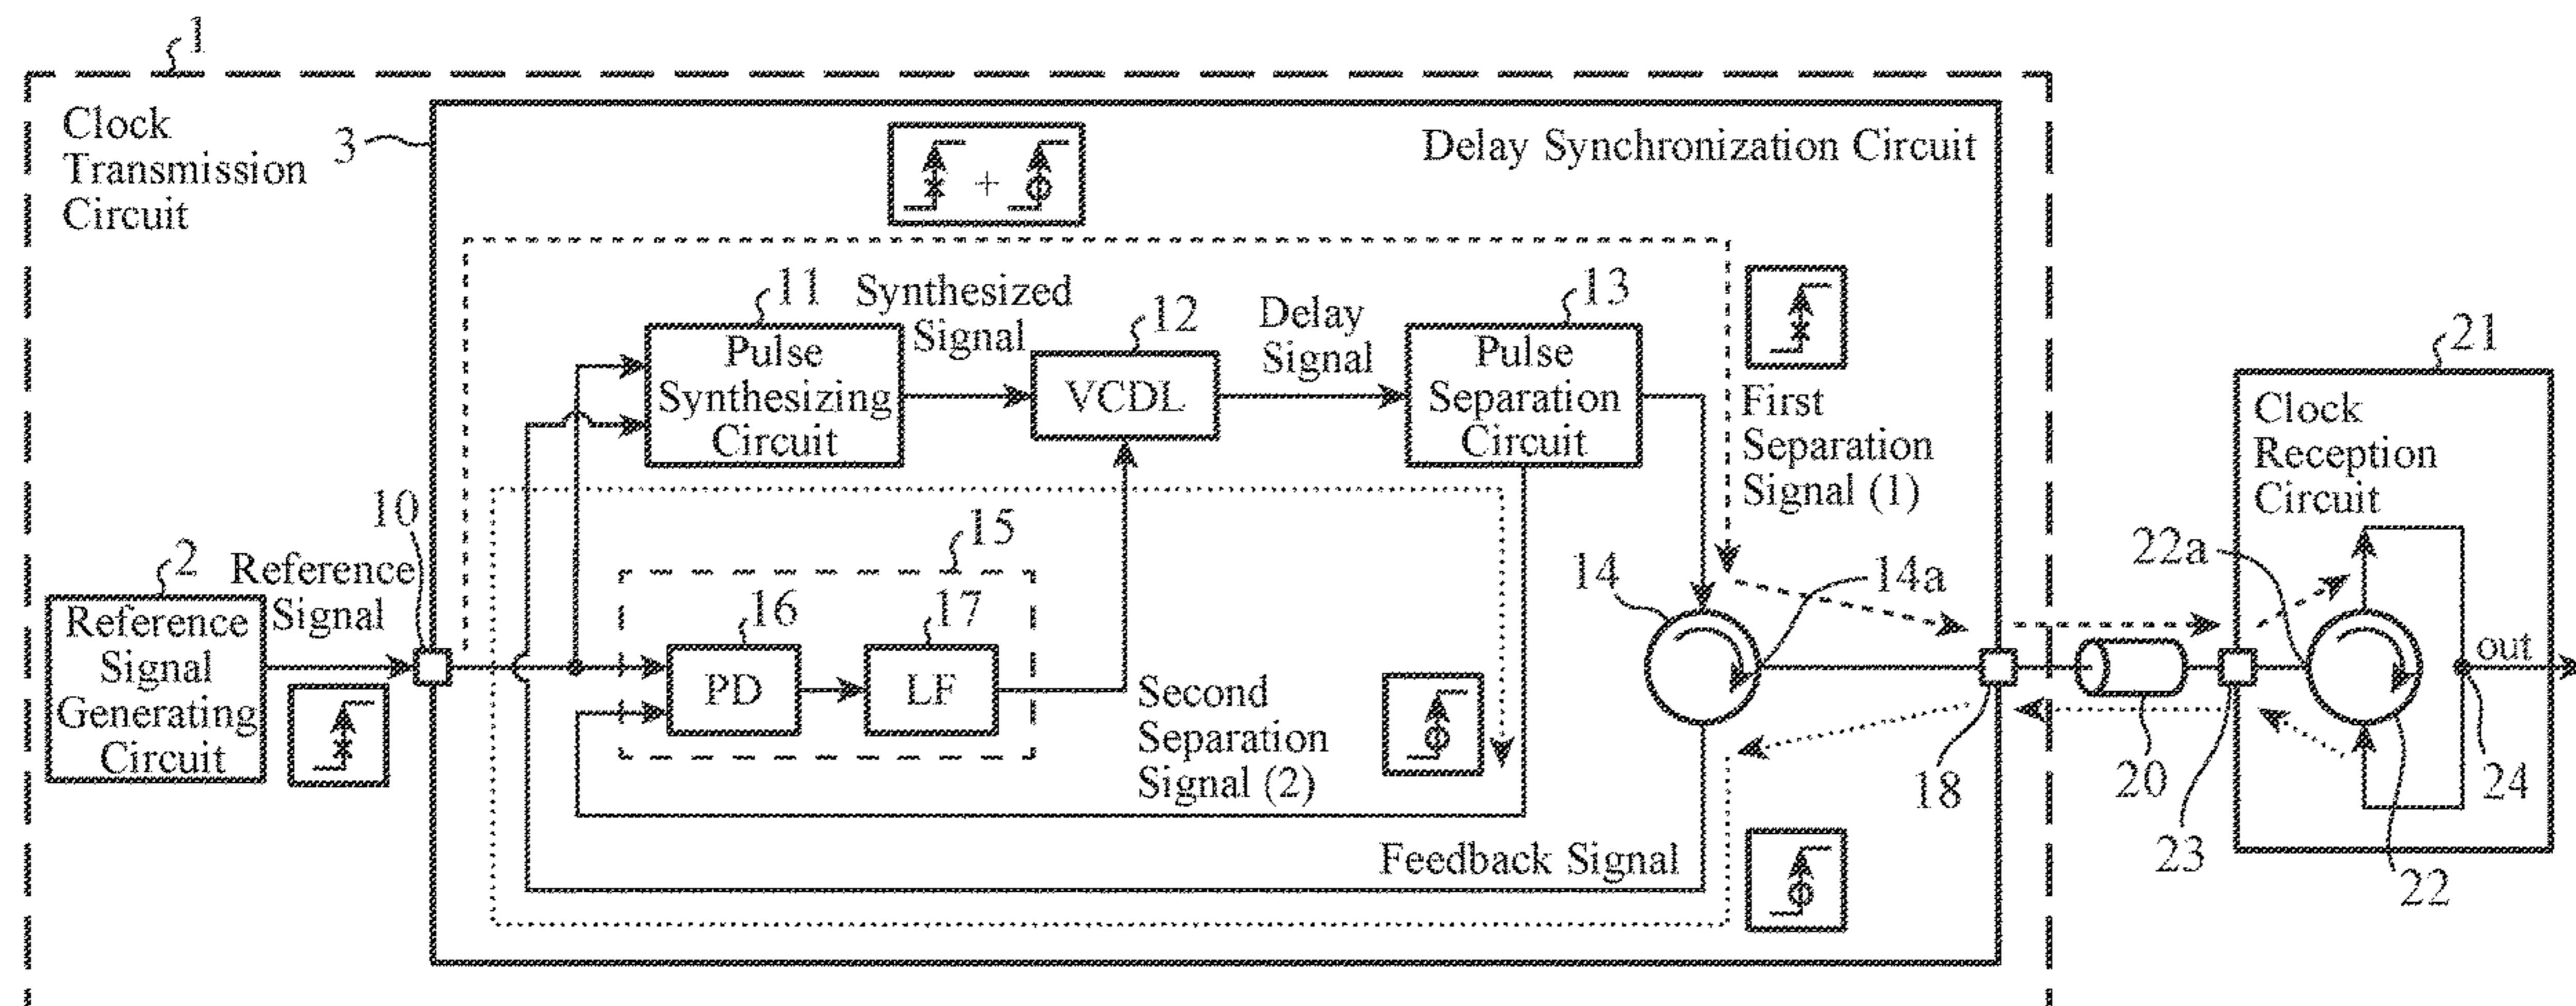 1
Clock
Transmission
Circuit
3
Delay Synchronization Circuit
+
11
Synthesized
Signal
12
Delay
Signal
13
Pulse
Synthesizing
Circuit
VCDL
Pulse
Separation
Circuit
First
Separation
Signal (1)
21
Clock
Reception
Circuit
10
2
Reference
Signal
Reference
Signal
Generating
Circuit
15
16
17
PD
LF
Second
Separation
Signal (2)
14
14a
22a
out
18
20
24
23
22
Feedback Signal